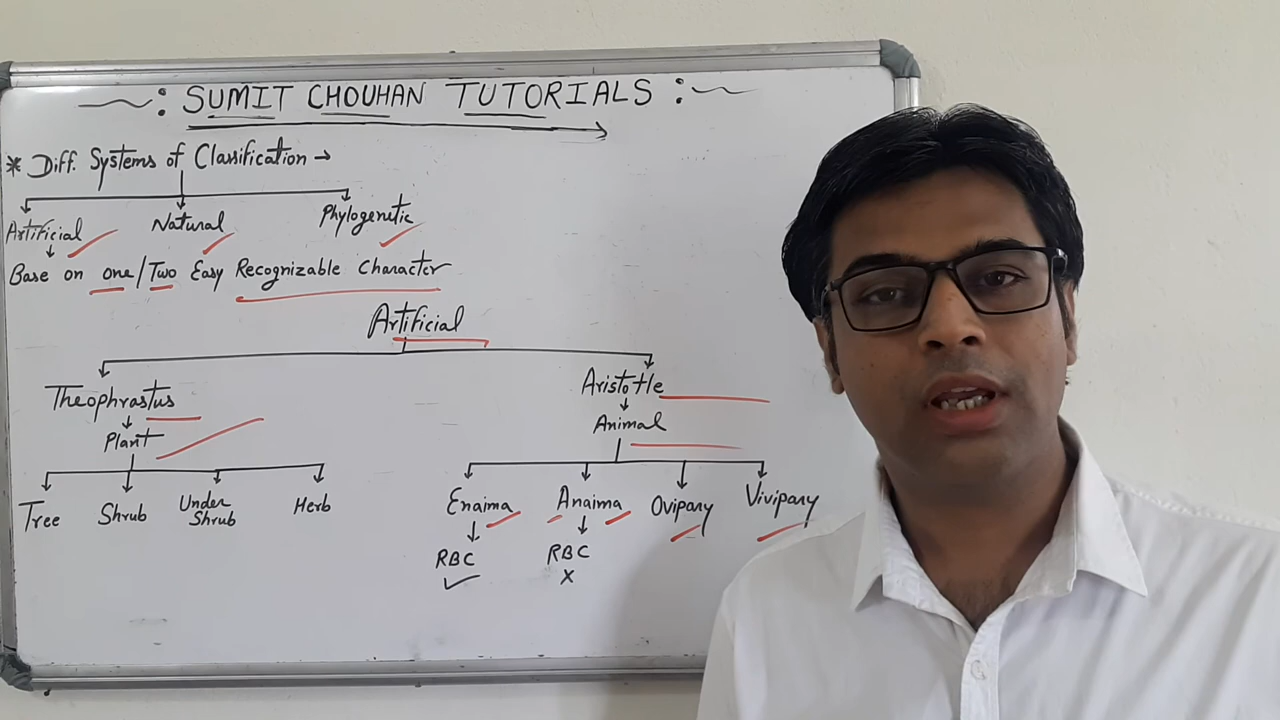 ~: SUMIT CHOUHAN TUTORIALS :~
* Diff. Systems of Classification →
Artificial Natural Phylogenetic
Base on one/Two Easy Recognizable Character
Artificial
Theophrastus Aristotle
Plant Animal
Tree Shrub Under Shrub Herb Enaima Anaima Ovipary Vivipary
RBC RBC
✓ x